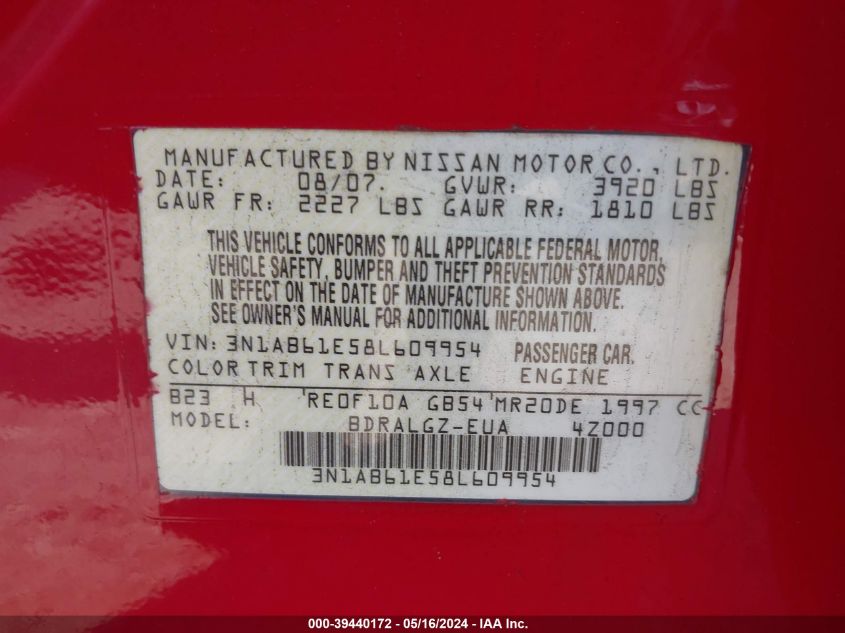 MANUFACTURED BY NISSAN MOTOR CO., LTD.
DATE: 08/07. GVWR: 3920 LBS
GAWR FR: 2227 LBS GAWR RR: 1810 LBS
THIS VEHICLE CONFORMS TO ALL APPLICABLE FEDERAL MOTOR
VEHICLE SAFETY, BUMPER AND THEFT PREVENTION STANDARDS
IN EFFECT ON THE DATE OF MANUFACTURE SHOWN ABOVE.
SEE OWNER'S MANUAL FOR ADDITIONAL INFORMATION.
VIN: 3N1AB61E58L609954 PASSENGER CAR.
COLOR TRIM TRANS AXLE ENGINE
B23 H RE0F10A GB54 MR20DE 1997 CC
MODEL: BDRALGZ-EUA 4Z000
3N1AB61E58L609954
000-39440172 - 05/16/2024 - IAA Inc.